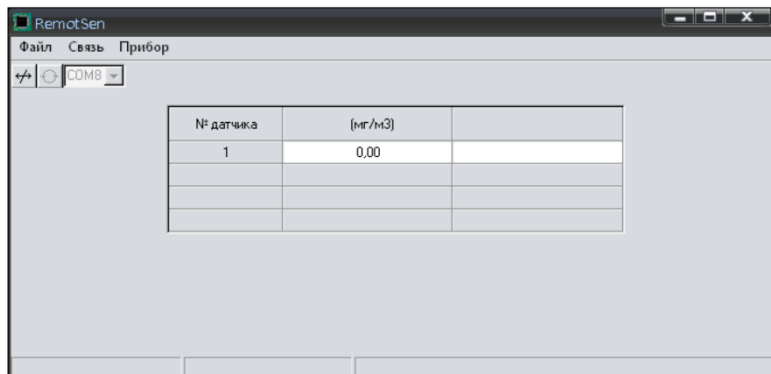 RemotSen
Файл Связь Прибор
COM8
№ датчика (мг/м3)
1 0,00